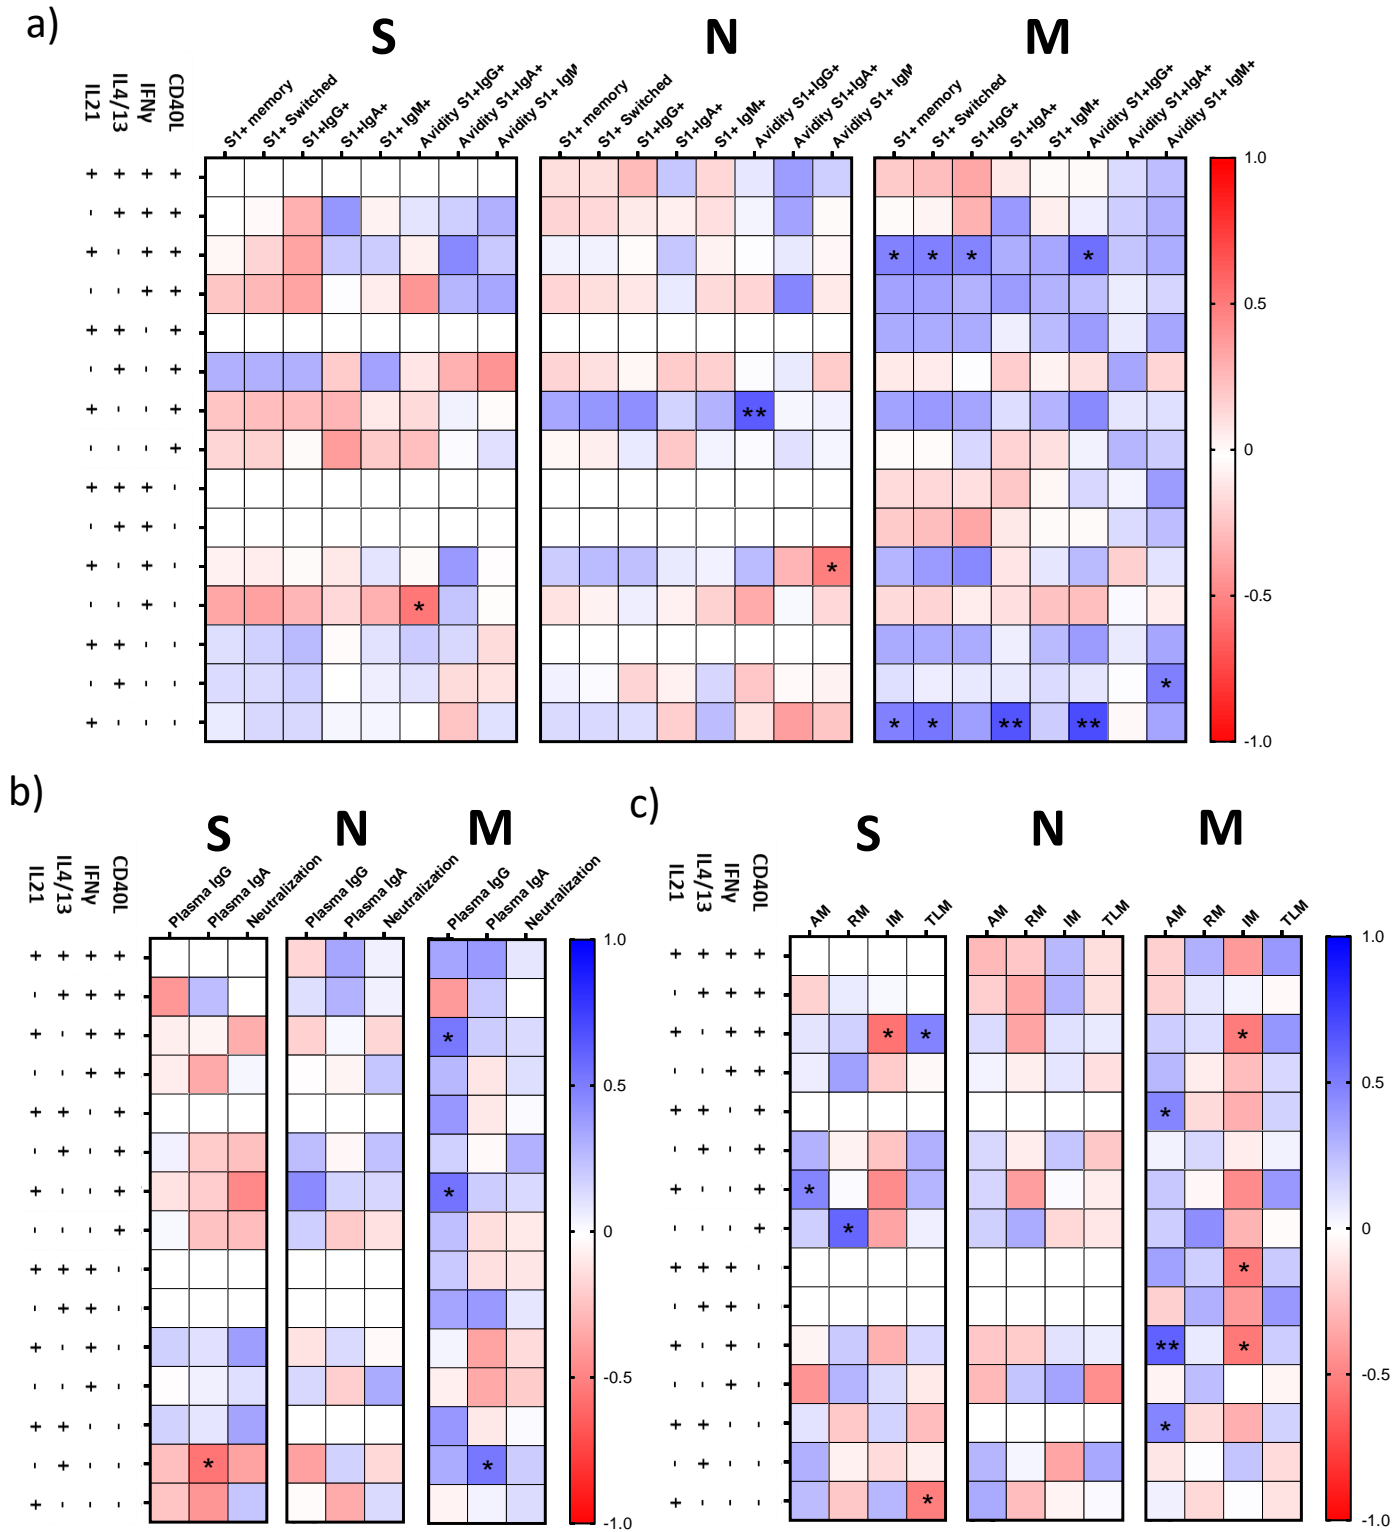 a)
S N M
IL21 IL4/13 IFNγ CD40L
S1+ memory S1+ Switched S1+IgG+ S1+IgA+ S1+ IgM+ Avidity S1+IgG+ Avidity S1+IgA+ Avidity S1+ IgM
S1+ memory S1+ Switched S1+IgG+ S1+IgA+ S1+ IgM+ Avidity S1+IgG+ Avidity S1+IgA+ Avidity S1+ IgM
S1+ memory S1+ Switched S1+IgG+ S1+IgA+ S1+ IgM+ Avidity S1+IgG+ Avidity S1+IgA+ Avidity S1+ IgM+
+ + + +
- + + +
+ - + +
* * * *
- - + +
+ + - +
- + - +
+ - - +
**
- - - +
+ + + -
- + + -
+ - + -
*
- - + -
*
+ + - -
- + - -
*
+ - - -
* * ** **
1.0
0.5
0
-0.5
-1.0
b)
S N M
IL21 IL4/13 IFNγ CD40L
Plasma IgG Plasma IgA Neutralization
Plasma IgG Plasma IgA Neutralization
Plasma IgG Plasma IgA Neutralization
+ + + +
- + + +
+ - + +
*
- - + +
+ + - +
- + - +
+ - - +
*
- - - +
+ + + -
- + + -
+ - + -
- - + -
+ + - -
- + - -
* *
+ - - -
1.0
0.5
0
-0.5
-1.0
c)
S N M
IL21 IL4/13 IFNγ CD40L
AM RM IM TLM
AM RM IM TLM
AM RM IM TLM
+ + + +
- + + +
+ - + +
* * *
- - + +
+ + - +
*
- + - +
+ - - +
*
- - - +
*
+ + + -
*
- + + -
+ - + -
** *
- - + -
+ + - -
*
- + - -
+ - - -
*
1.0
0.5
0
-0.5
-1.0